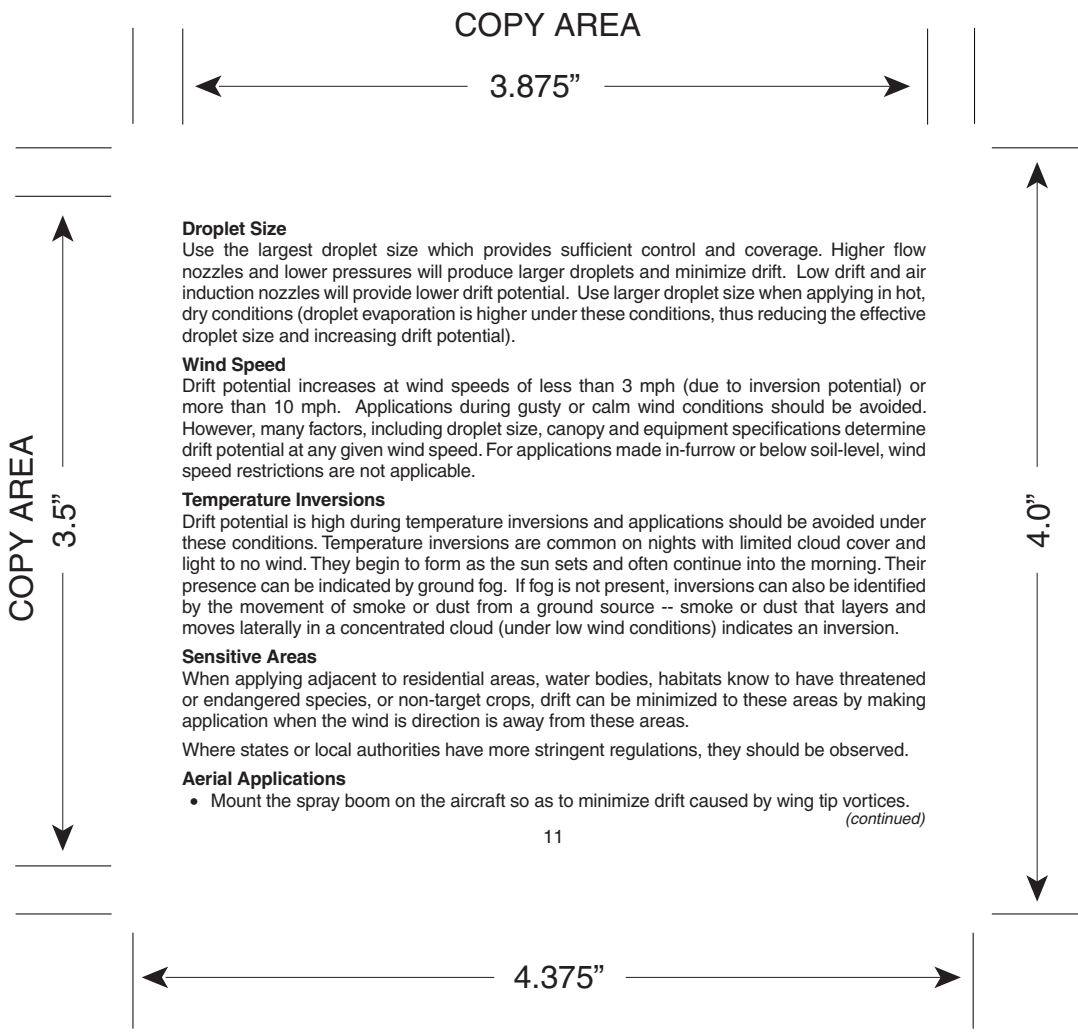 COPY AREA
3.875”
COPY AREA
3.5”
4.0”
Droplet Size
Use the largest droplet size which provides sufficient control and coverage. Higher flow
nozzles and lower pressures will produce larger droplets and minimize drift. Low drift and air
induction nozzles will provide lower drift potential. Use larger droplet size when applying in hot,
dry conditions (droplet evaporation is higher under these conditions, thus reducing the effective
droplet size and increasing drift potential).
Wind Speed
Drift potential increases at wind speeds of less than 3 mph (due to inversion potential) or
more than 10 mph. Applications during gusty or calm wind conditions should be avoided.
However, many factors, including droplet size, canopy and equipment specifications determine
drift potential at any given wind speed. For applications made in-furrow or below soil-level, wind
speed restrictions are not applicable.
Temperature Inversions
Drift potential is high during temperature inversions and applications should be avoided under
these conditions. Temperature inversions are common on nights with limited cloud cover and
light to no wind. They begin to form as the sun sets and often continue into the morning. Their
presence can be indicated by ground fog. If fog is not present, inversions can also be identified
by the movement of smoke or dust from a ground source -- smoke or dust that layers and
moves laterally in a concentrated cloud (under low wind conditions) indicates an inversion.
Sensitive Areas
When applying adjacent to residential areas, water bodies, habitats know to have threatened
or endangered species, or non-target crops, drift can be minimized to these areas by making
application when the wind is direction is away from these areas.
Where states or local authorities have more stringent regulations, they should be observed.
Aerial Applications
• Mount the spray boom on the aircraft so as to minimize drift caused by wing tip vortices.
(continued)
11
4.375”